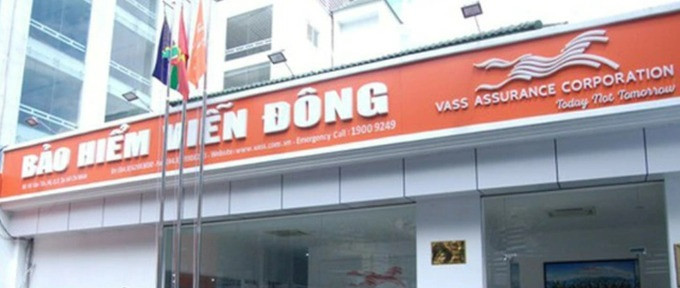 BẢO HIỂM VIỄN ĐÔNG
Website: www.vass.com.vn - Emergency Call : 1900 9249
VASS
VASS ASSURANCE CORPORATION
Today Not Tomorrow